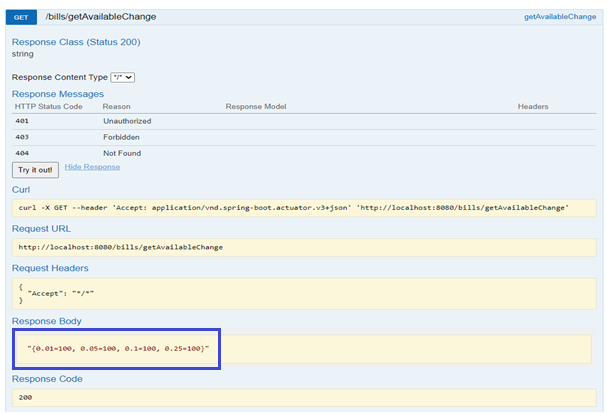 GET /bills/getAvailableChange getAvailableChange
Response Class (Status 200)
string
Response Content Type */*
Response Messages
HTTP Status Code Reason Response Model Headers
401 Unauthorized
403 Forbidden
404 Not Found
Try it out! Hide Response
Curl
curl -X GET --header 'Accept: application/vnd.spring-boot.actuator.v3+json' 'http://localhost:8080/bills/getAvailableChange'
Request URL
http://localhost:8080/bills/getAvailableChange
Request Headers
{
"Accept": "*/*"
}
Response Body
"{0.01=100, 0.05=100, 0.1=100, 0.25=100}"
Response Code
200